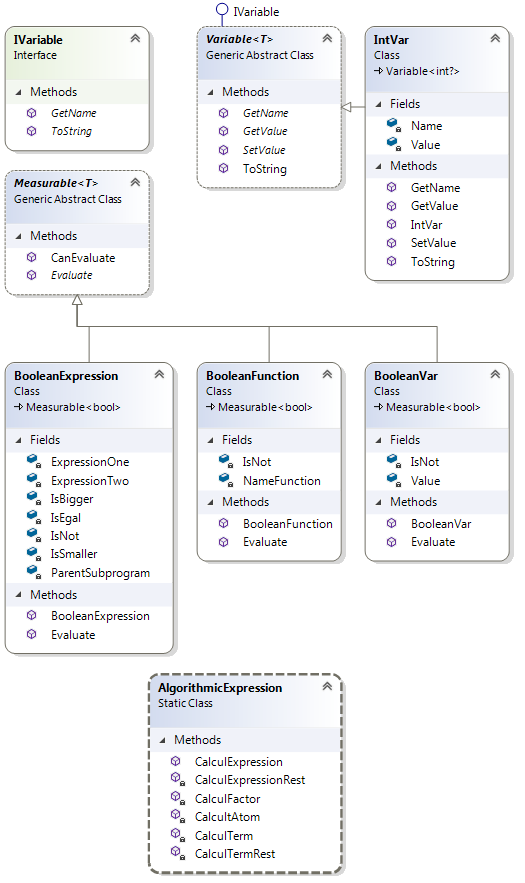 IVariable
IVariable
Interface
Methods
GetName
ToString
Variable<T>
Generic Abstract Class
Methods
GetName
GetValue
SetValue
ToString
IntVar
Class
Variable<int?>
Fields
Name
Value
Methods
GetName
GetValue
IntVar
SetValue
ToString
Measurable<T>
Generic Abstract Class
Methods
CanEvaluate
Evaluate
BooleanExpression
Class
Measurable<bool>
Fields
ExpressionOne
ExpressionTwo
IsBigger
IsEgal
IsNot
IsSmaller
ParentSubprogram
Methods
BooleanExpression
Evaluate
BooleanFunction
Class
Measurable<bool>
Fields
IsNot
NameFunction
Methods
BooleanFunction
Evaluate
BooleanVar
Class
Measurable<bool>
Fields
IsNot
Value
Methods
BooleanVar
Evaluate
AlgorithmicExpression
Static Class
Methods
CalculExpression
CalculExpressionRest
CalculFactor
CalcultAtom
CalculTerm
CalculTermRest